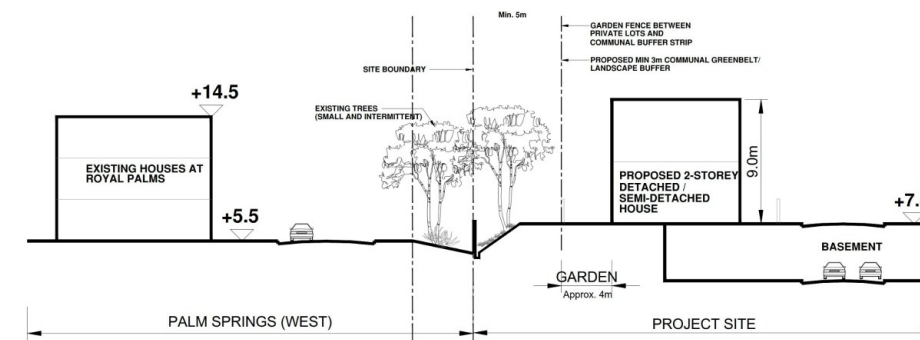 Min. 5m
GARDEN FENCE BETWEEN
PRIVATE LOTS AND
COMMUNAL BUFFER STRIP
SITE BOUNDARY
PROPOSED MIN 3m COMMUNAL GREENBELT/
LANDSCAPE BUFFER
+14.5
EXISTING TREES
(SMALL AND INTERMITTENT)
EXISTING HOUSES AT
ROYAL PALMS
PROPOSED 2-STOREY
DETACHED /
SEMI-DETACHED
HOUSE
9.0m
+5.5
+7.
BASEMENT
GARDEN
Approx. 4m
PALM SPRINGS (WEST)
PROJECT SITE